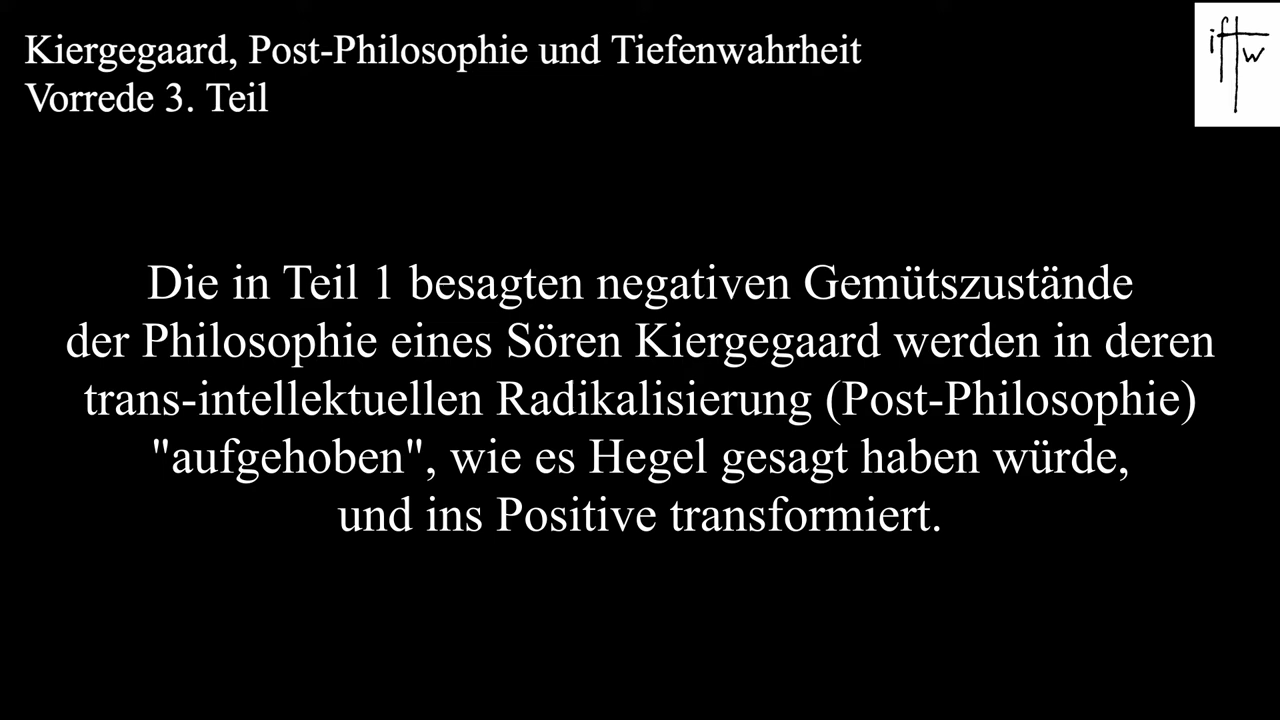 Kiergegaard, Post-Philosophie und Tiefenwahrheit
Vorrede 3. Teil
iftw
Die in Teil 1 besagten negativen Gemütszustände
der Philosophie eines Sören Kiergegaard werden in deren
trans-intellektuellen Radikalisierung (Post-Philosophie)
"aufgehoben", wie es Hegel gesagt haben würde,
und ins Positive transformiert.